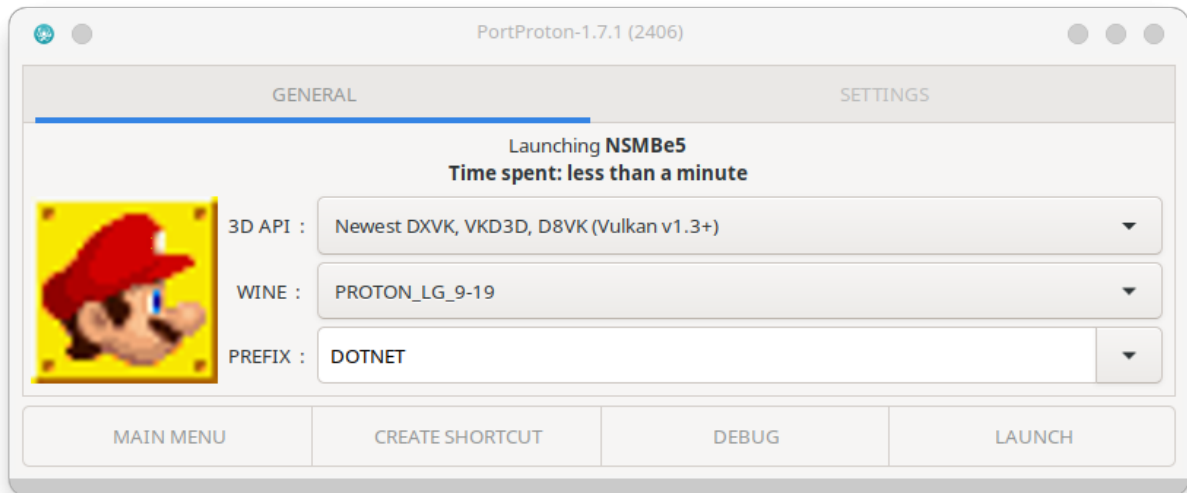 PortProton-1.7.1 (2406)
GENERAL SETTINGS
Launching NSMBe5
Time spent: less than a minute
3D API : Newest DXVK, VKD3D, D8VK (Vulkan v1.3+)
WINE : PROTON_LG_9-19
PREFIX : DOTNET
MAIN MENU CREATE SHORTCUT DEBUG LAUNCH